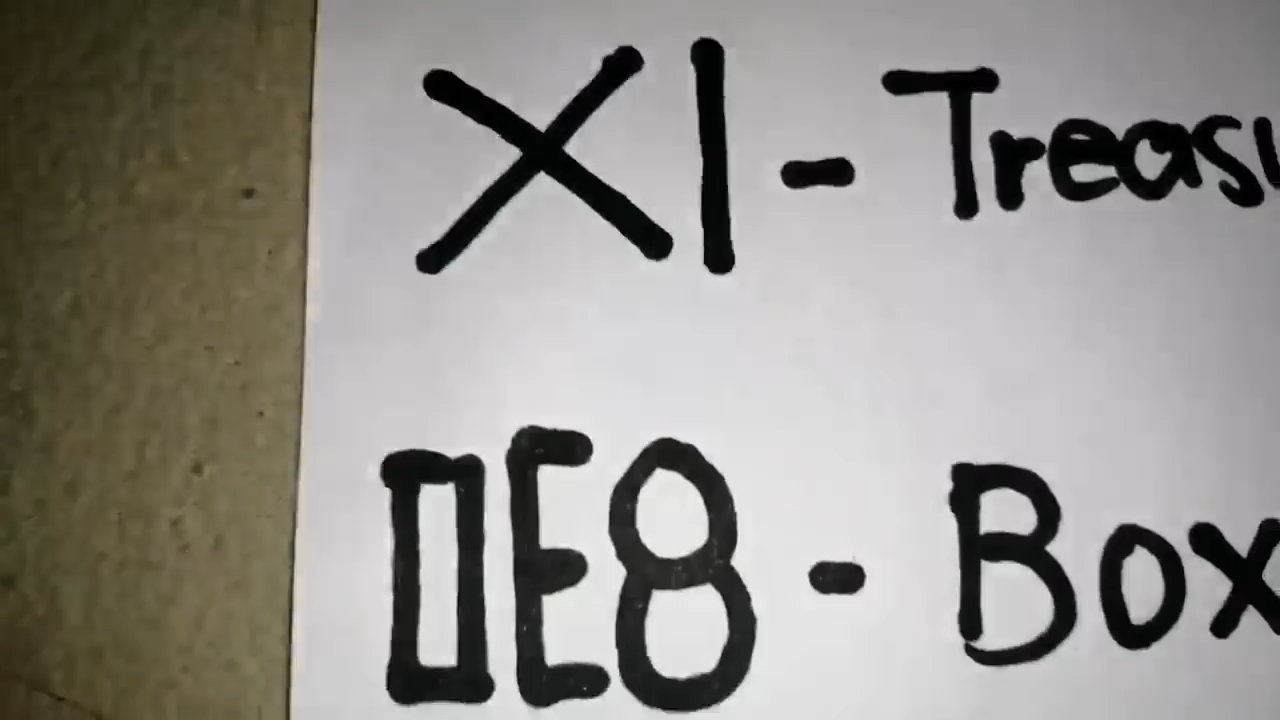 XI - Treasu
▯E8 - Box